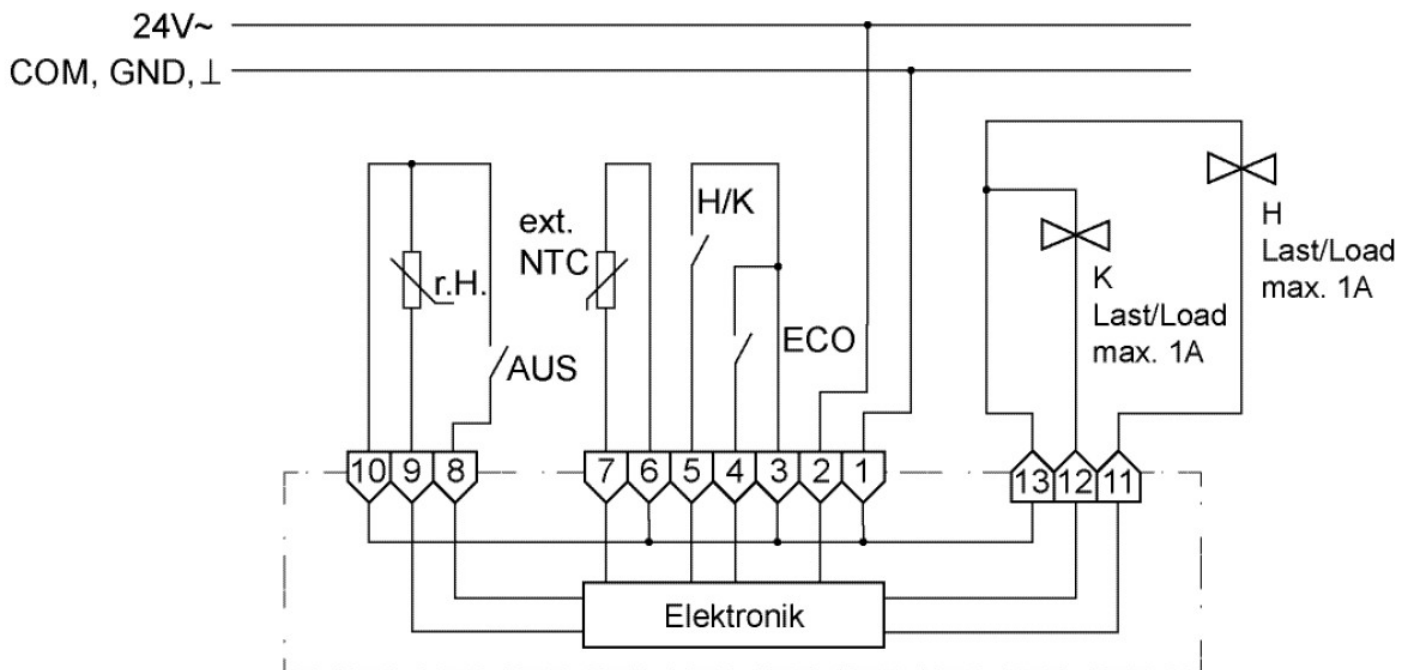 24V~
COM, GND, ⊥
H/K
ext.
NTC
r.H.
ECO
AUS
H
Last/Load
max. 1A
K
Last/Load
max. 1A
10 9 8 7 6 5 4 3 2 1 13 12 11
Elektronik